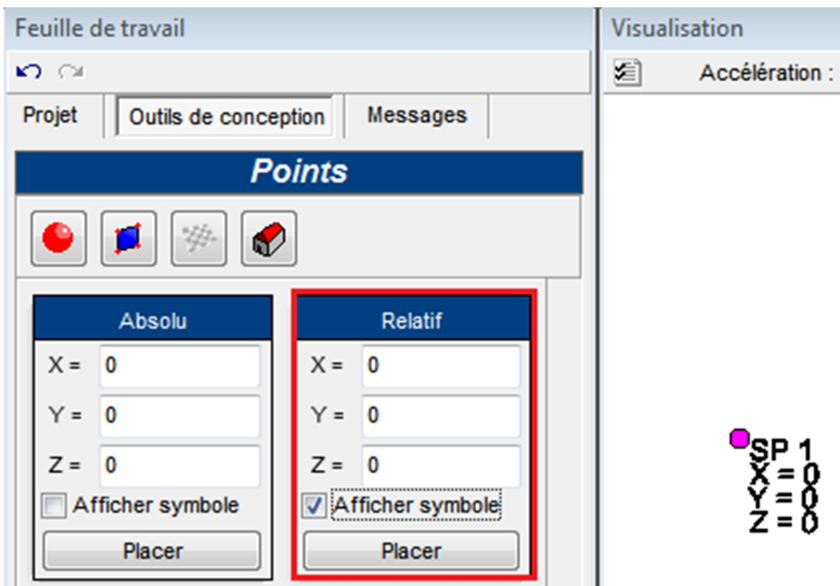 Feuille de travail
Visualisation
Accélération :
Projet
Outils de conception
Messages
Points
Absolu
X = 0
Y = 0
Z = 0
Afficher symbole
Placer
Relatif
X = 0
Y = 0
Z = 0
Afficher symbole
Placer
SP 1
X = 0
Y = 0
Z = 0